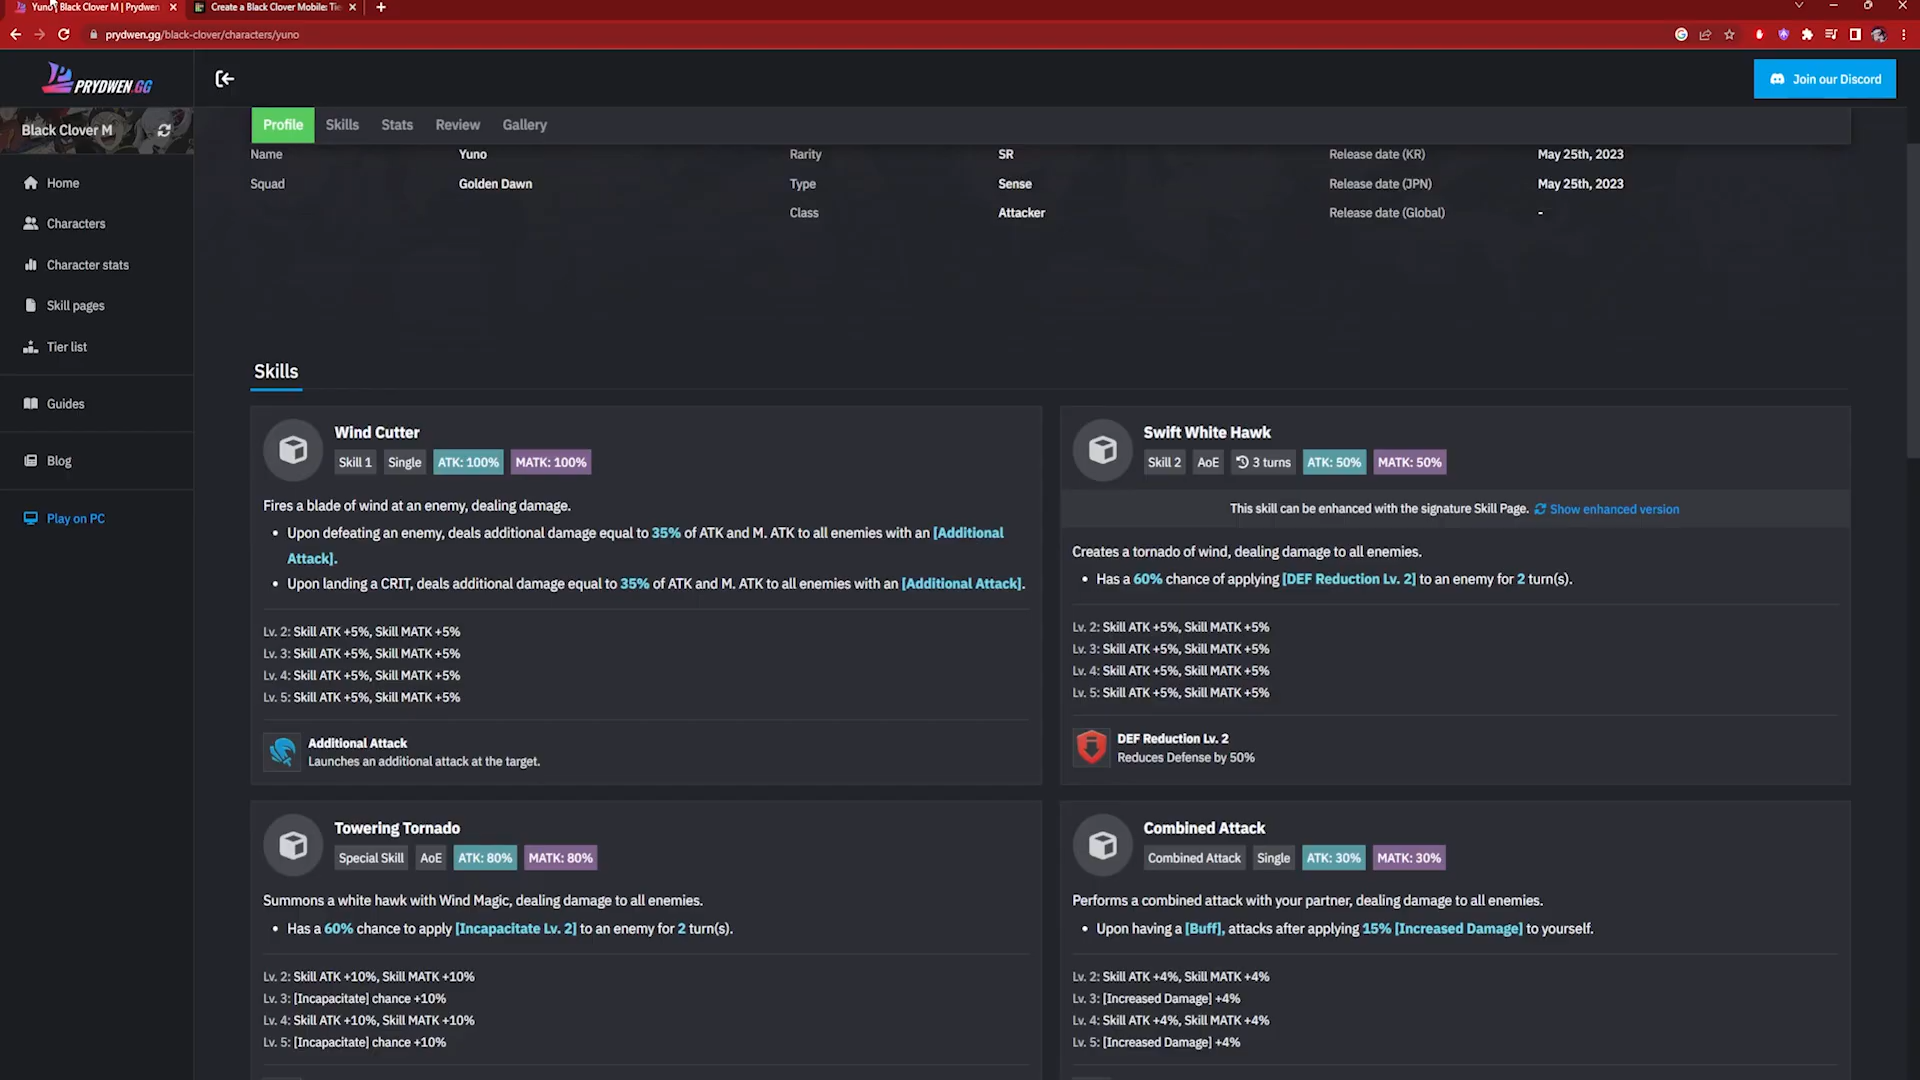 Yuno | Black Clover M | Prydwen
Create a Black Clover Mobile: Tie
prydwen.gg/black-clover/characters/yuno
PRYDWEN.GG
Join our Discord
Black Clover M
Profile
Skills
Stats
Review
Gallery
Name
Yuno
Rarity
SR
Release date (KR)
May 25th, 2023
Squad
Golden Dawn
Type
Sense
Release date (JPN)
May 25th, 2023
Class
Attacker
Release date (Global)
-
Home
Characters
Character stats
Skill pages
Tier list
Guides
Blog
Play on PC
Skills
Wind Cutter
Skill 1 Single ATK: 100% MATK: 100%
Fires a blade of wind at an enemy, dealing damage.
• Upon defeating an enemy, deals additional damage equal to 35% of ATK and M. ATK to all enemies with an [Additional
Attack].
• Upon landing a CRIT, deals additional damage equal to 35% of ATK and M. ATK to all enemies with an [Additional Attack].
Lv. 2: Skill ATK +5%, Skill MATK +5%
Lv. 3: Skill ATK +5%, Skill MATK +5%
Lv. 4: Skill ATK +5%, Skill MATK +5%
Lv. 5: Skill ATK +5%, Skill MATK +5%
Additional Attack
Launches an additional attack at the target.
Swift White Hawk
Skill 2 AoE 3 turns ATK: 50% MATK: 50%
This skill can be enhanced with the signature Skill Page. Show enhanced version
Creates a tornado of wind, dealing damage to all enemies.
• Has a 60% chance of applying [DEF Reduction Lv. 2] to an enemy for 2 turn(s).
Lv. 2: Skill ATK +5%, Skill MATK +5%
Lv. 3: Skill ATK +5%, Skill MATK +5%
Lv. 4: Skill ATK +5%, Skill MATK +5%
Lv. 5: Skill ATK +5%, Skill MATK +5%
DEF Reduction Lv. 2
Reduces Defense by 50%
Towering Tornado
Special Skill AoE ATK: 80% MATK: 80%
Summons a white hawk with Wind Magic, dealing damage to all enemies.
• Has a 60% chance to apply [Incapacitate Lv. 2] to an enemy for 2 turn(s).
Lv. 2: Skill ATK +10%, Skill MATK +10%
Lv. 3: [Incapacitate] chance +10%
Lv. 4: Skill ATK +10%, Skill MATK +10%
Lv. 5: [Incapacitate] chance +10%
Combined Attack
Combined Attack Single ATK: 30% MATK: 30%
Performs a combined attack with your partner, dealing damage to all enemies.
• Upon having a [Buff], attacks after applying 15% [Increased Damage] to yourself.
Lv. 2: Skill ATK +4%, Skill MATK +4%
Lv. 3: [Increased Damage] +4%
Lv. 4: Skill ATK +4%, Skill MATK +4%
Lv. 5: [Increased Damage] +4%